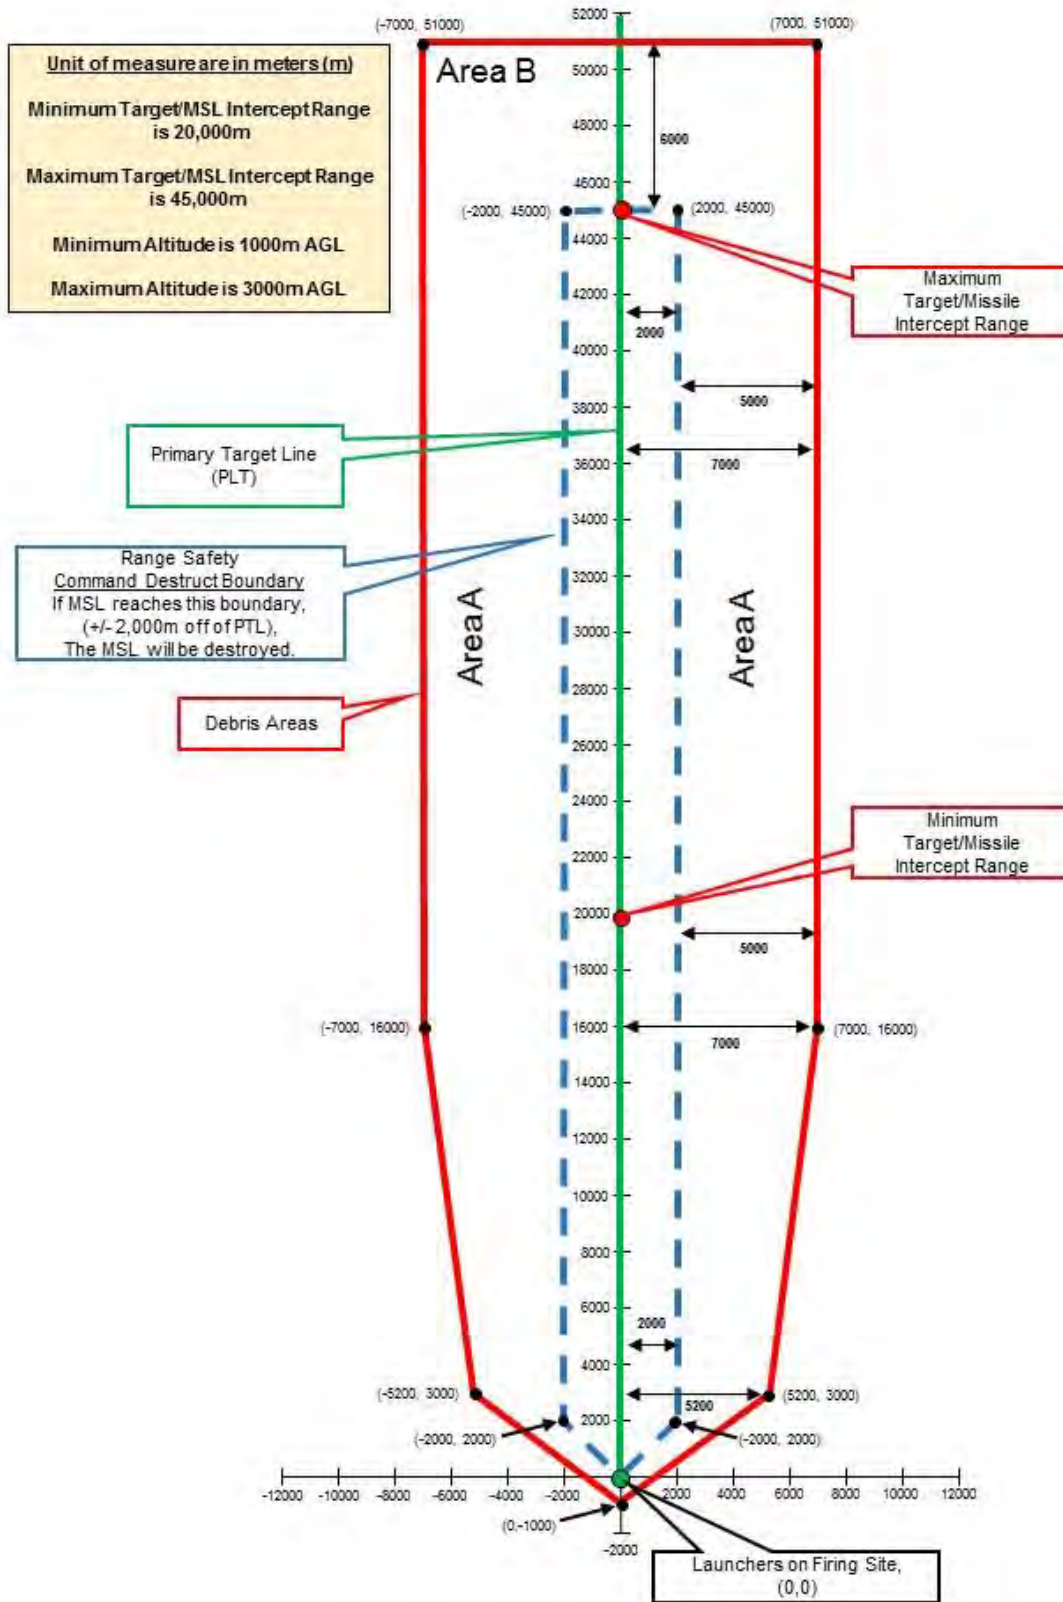 (-7000, 51000)
52000
(7000, 51000)
Unit of measure are in meters (m)
Minimum Target/MSL Intercept Range
is 20,000m
Maximum Target/MSL Intercept Range
is 45,000m
Minimum Altitude is 1000m AGL
Maximum Altitude is 3000m AGL
Area B
50000
48000
6000
46000
(-2000, 45000)
(2000, 45000)
44000
Maximum
Target/Missile
Intercept Range
42000
2000
40000
5000
38000
Primary Target Line
(PLT)
7000
36000
34000
Range Safety
Command Destruct Boundary
If MSL reaches this boundary,
(+/-2,000m off of PTL),
The MSL will be destroyed.
32000
30000
Area A
Area A
28000
Debris Areas
26000
24000
Minimum
Target/Missile
Intercept Range
22000
20000
5000
18000
(-7000, 16000)
16000
7000
(7000, 16000)
14000
12000
10000
8000
6000
2000
4000
(-5200, 3000)
5200
(5200, 3000)
2000
(-2000, 2000)
(-2000, 2000)
-12000 -10000 -8000 -6000 -4000 -2000 0 2000 4000 6000 8000 10000 12000
(0,-1000)
-2000
Launchers on Firing Site,
(0,0)